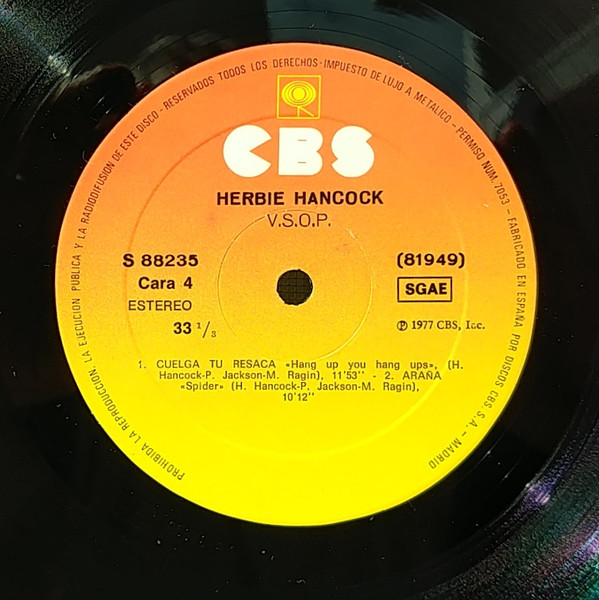 PROHIBIDA LA REPRODUCCION, LA EJECUCION PUBLICA Y LA RADIODIFUSION DE ESTE DISCO - RESERVADOS TODOS LOS DERECHOS - IMPUESTO DE LUJO A METALICO - PERMISO NUM. 7053 - FABRICADO EN ESPAÑA POR DISCOS CBS S.A. - MADRID
CBS
HERBIE HANCOCK
V.S.O.P.
S 88235
(81949)
Cara 4
SGAE
ESTEREO
33 1/3
℗ 1977 CBS, Inc.
1. CUELGA TU RESACA «Hang up you hang ups», (H.
Hancock-P. Jackson-M. Ragin), 11'53" - 2. ARAÑA
«Spider» (H. Hancock-P. Jackson-M. Ragin),
10'12"